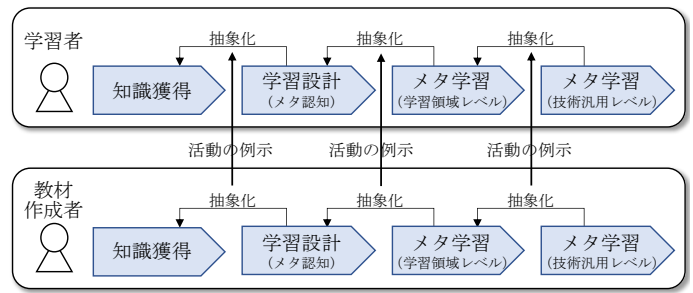 学習者
抽象化
抽象化
抽象化
知識獲得
学習設計
(メタ認知)
メタ学習
(学習領域レベル)
メタ学習
(技術汎用レベル)
活動の例示
活動の例示
活動の例示
教材
作成者
抽象化
抽象化
抽象化
知識獲得
学習設計
(メタ認知)
メタ学習
(学習領域レベル)
メタ学習
(技術汎用レベル)